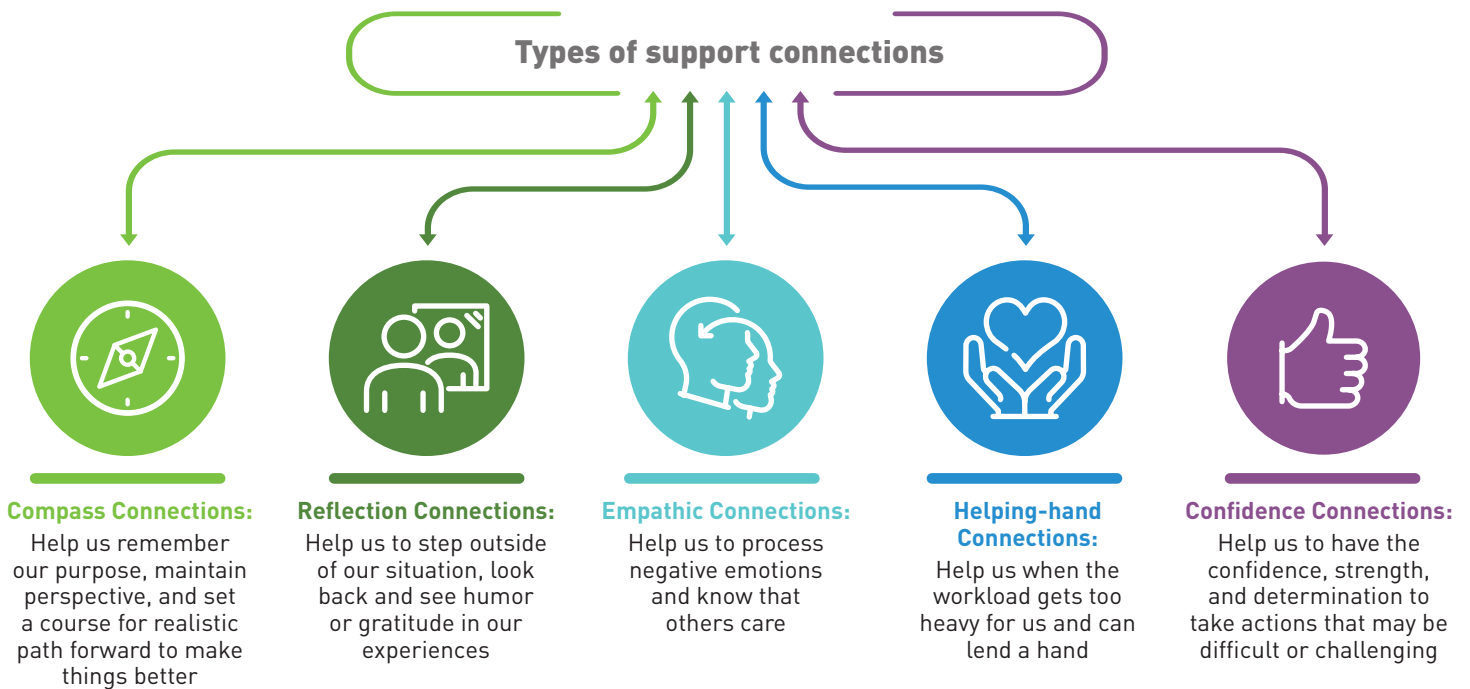 Types of support connections
Compass Connections:
Help us remember
our purpose, maintain
perspective, and set
a course for realistic
path forward to make
things better
Reflection Connections:
Help us to step outside
of our situation, look
back and see humor
or gratitude in our
experiences
Empathic Connections:
Help us to process
negative emotions
and know that
others care
Helping-hand
Connections:
Help us when the
workload gets too
heavy for us and can
lend a hand
Confidence Connections:
Help us to have the
confidence, strength,
and determination to
take actions that may be
difficult or challenging